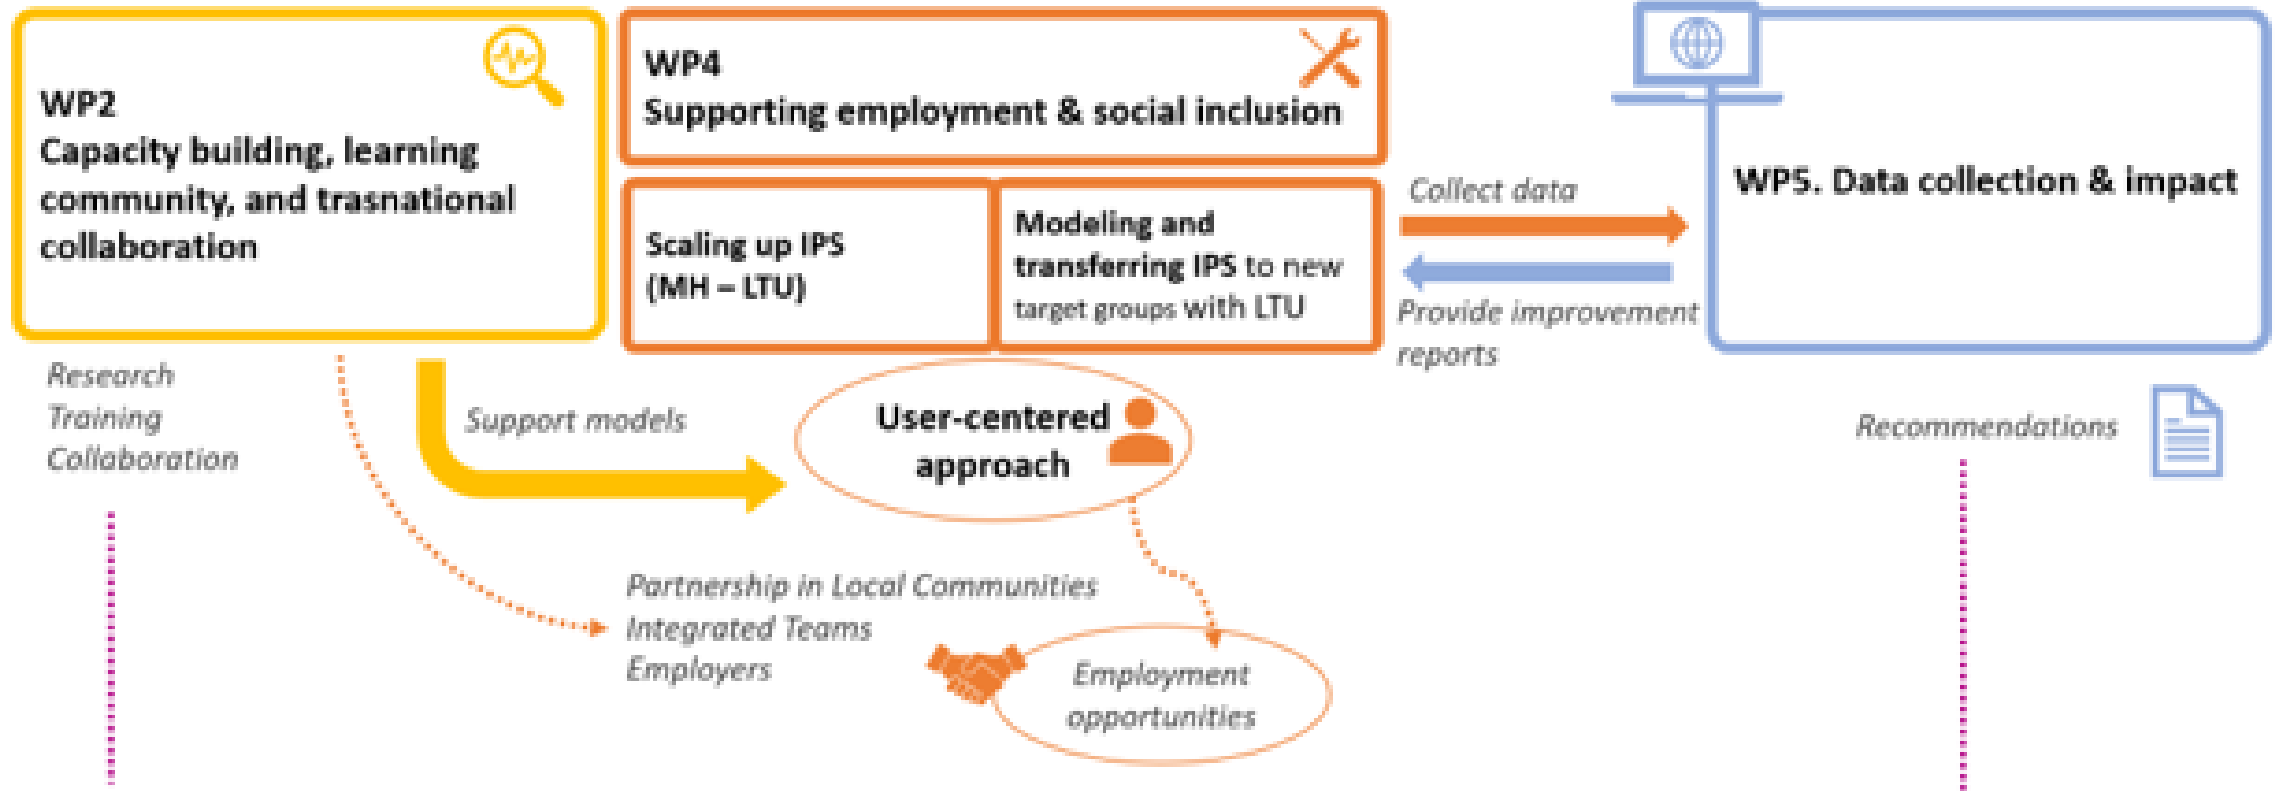 WP2
Capacity building, learning
community, and trasnational
collaboration
WP4
Supporting employment & social inclusion
Scaling up IPS
(MH – LTU)
Modeling and
transferring IPS to new
target groups with LTU
Collect data
Provide improvement
reports
WP5. Data collection & impact
Research
Training
Collaboration
Support models
User-centered
approach
Recommendations
Partnership in Local Communities
Integrated Teams
Employers
Employment
opportunities